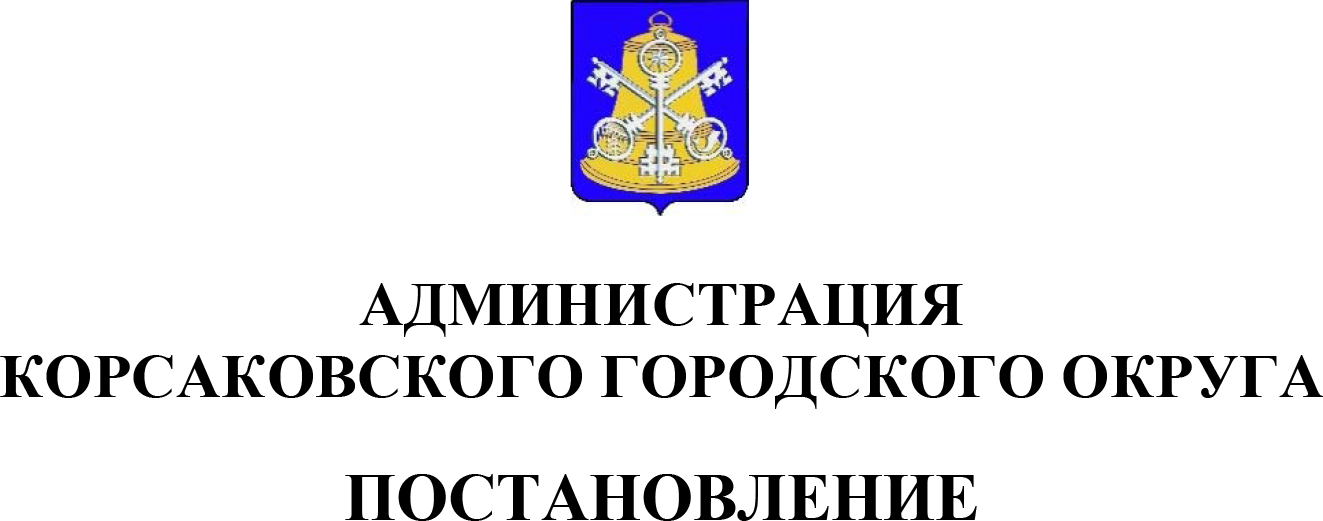 АДМИНИСТРАЦИЯ
КОРСАКОВСКОГО ГОРОДСКОГО ОКРУГА
ПОСТАНОВЛЕНИЕ